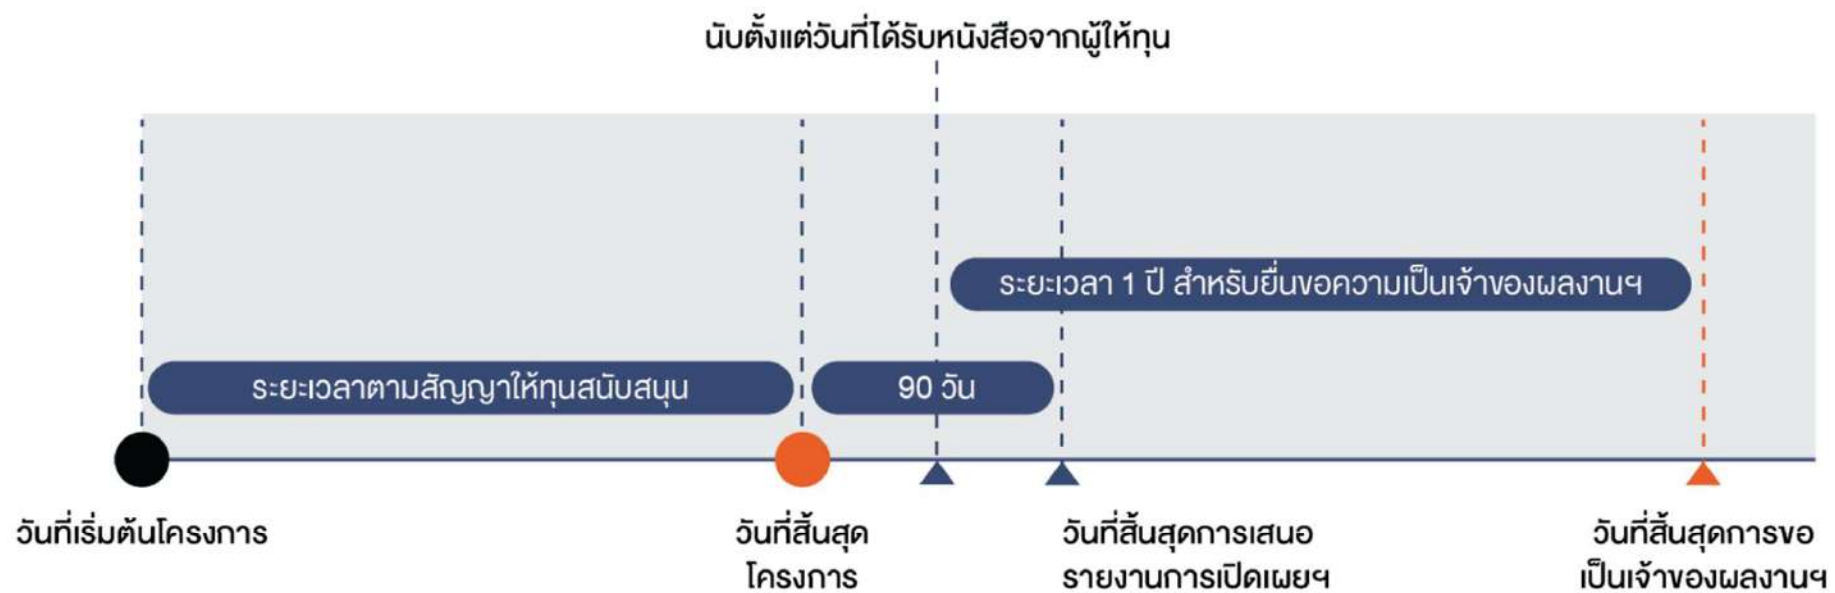 นับตั้งแต่วันที่ได้รับหนังสือจากผู้ให้ทุน
ระยะเวลา 1 ปี สำหรับยื่นขอความเป็นเจ้าของผลงานฯ
ระยะเวลาตามสัญญาให้ทุนสนับสนุน
90 วัน
วันที่เริ่มต้นโครงการ
วันที่สิ้นสุด
โครงการ
วันที่สิ้นสุดการเสนอ
รายงานการเปิดเผยฯ
วันที่สิ้นสุดการขอ
เป็นเจ้าของผลงานฯ